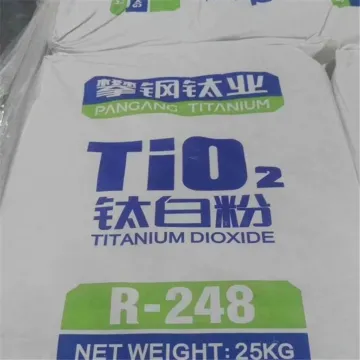 攀钢钛业
PANGANG TITANIUM
TiO2
钛白粉
TITANIUM DIOXIDE
R-248
NET WEIGHT: 25KG